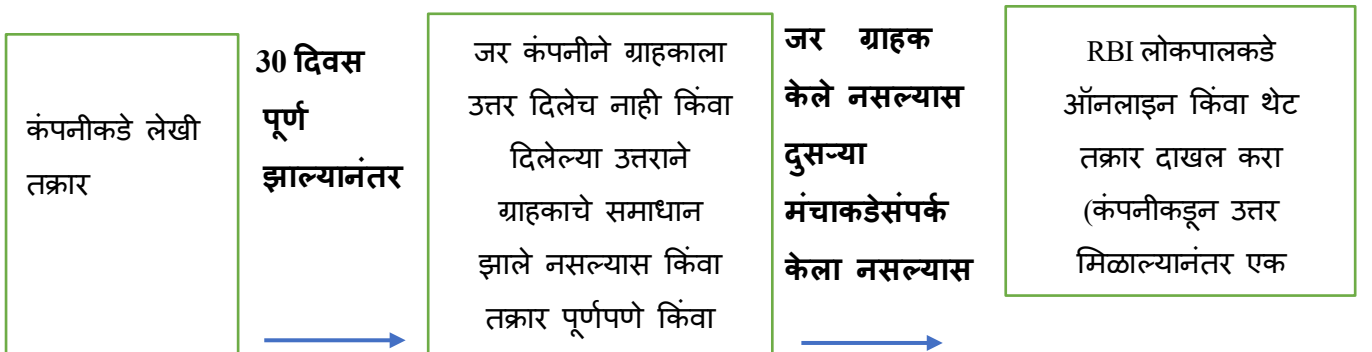 कंपनीकडे लेखी
तक्रार
30 दिवस
पूर्ण
झाल्यानंतर
जर कंपनीने ग्राहकाला
उत्तर दिलेच नाही किंवा
दिलेल्या उत्तराने
ग्राहकाचे समाधान
झाले नसल्यास किंवा
तक्रार पूर्णपणे किंवा
जर ग्राहक
केले नसल्यास
दुसऱ्या
मंचाकडेसंपर्क
केला नसल्यास
RBI लोकपालकडे
ऑनलाइन किंवा थेट
तक्रार दाखल करा
(कंपनीकडून उत्तर
मिळाल्यानंतर एक